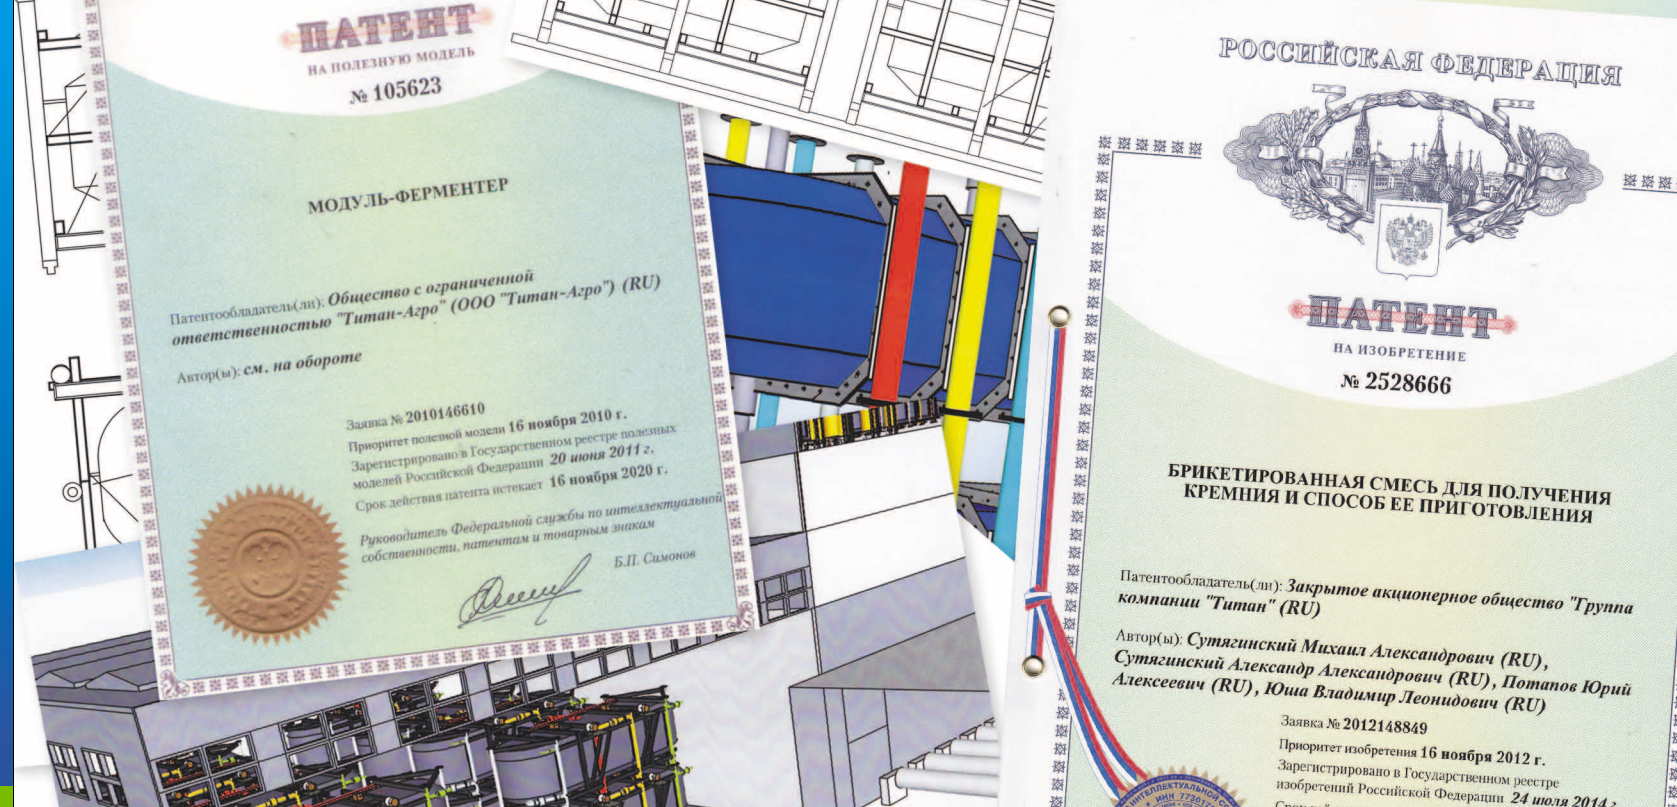 ПАТЕНТ
НА ПОЛЕЗНУЮ МОДЕЛЬ
№ 105623
МОДУЛЬ-ФЕРМЕНТЕР
Патентообладатель(ли): Общество с ограниченной
ответственностью "Титан-Агро" (ООО "Титан-Агро") (RU)
Автор(ы): см. на обороте
Заявка № 2010146610
Приоритет полезной модели 16 ноября 2010 г.
Зарегистрировано в Государственном реестре полезных
моделей Российской Федерации 20 июня 2011 г.
Срок действия патента истекает 16 ноября 2020 г.
Руководитель Федеральной службы по интеллектуальной
собственности, патентам и товарным знакам
Б.П. Симонов
РОССИЙСКАЯ ФЕДЕРАЦИЯ
ПАТЕНТ
НА ИЗОБРЕТЕНИЕ
№ 2528666
БРИКЕТИРОВАННАЯ СМЕСЬ ДЛЯ ПОЛУЧЕНИЯ
КРЕМНИЯ И СПОСОБ ЕЕ ПРИГОТОВЛЕНИЯ
Патентообладатель(ли): Закрытое акционерное общество "Группа
компании "Титан" (RU)
Автор(ы): Сутягинский Михаил Александрович (RU),
Сутягинский Александр Александрович (RU), Потапов Юрий
Алексеевич (RU), Юша Владимир Леонидович (RU)
Заявка № 2012148849
Приоритет изобретения 16 ноября 2012 г.
Зарегистрировано в Государственном реестре
изобретений Российской Федерации 24 июля 2014 г.